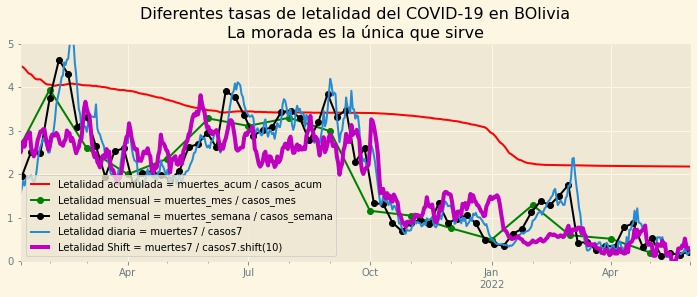 Diferentes tasas de letalidad del COVID-19 en BOlivia
La morada es la única que sirve
5
4
3
2
1
0
Letalidad acumulada = muertes_acum / casos_acum
Letalidad mensual = muertes_mes / casos_mes
Letalidad semanal = muertes_semana / casos_semana
Letalidad diaria = muertes7 / casos7
Letalidad Shift = muertes7 / casos7.shift(10)
Apr Jul Oct Jan Apr
2022